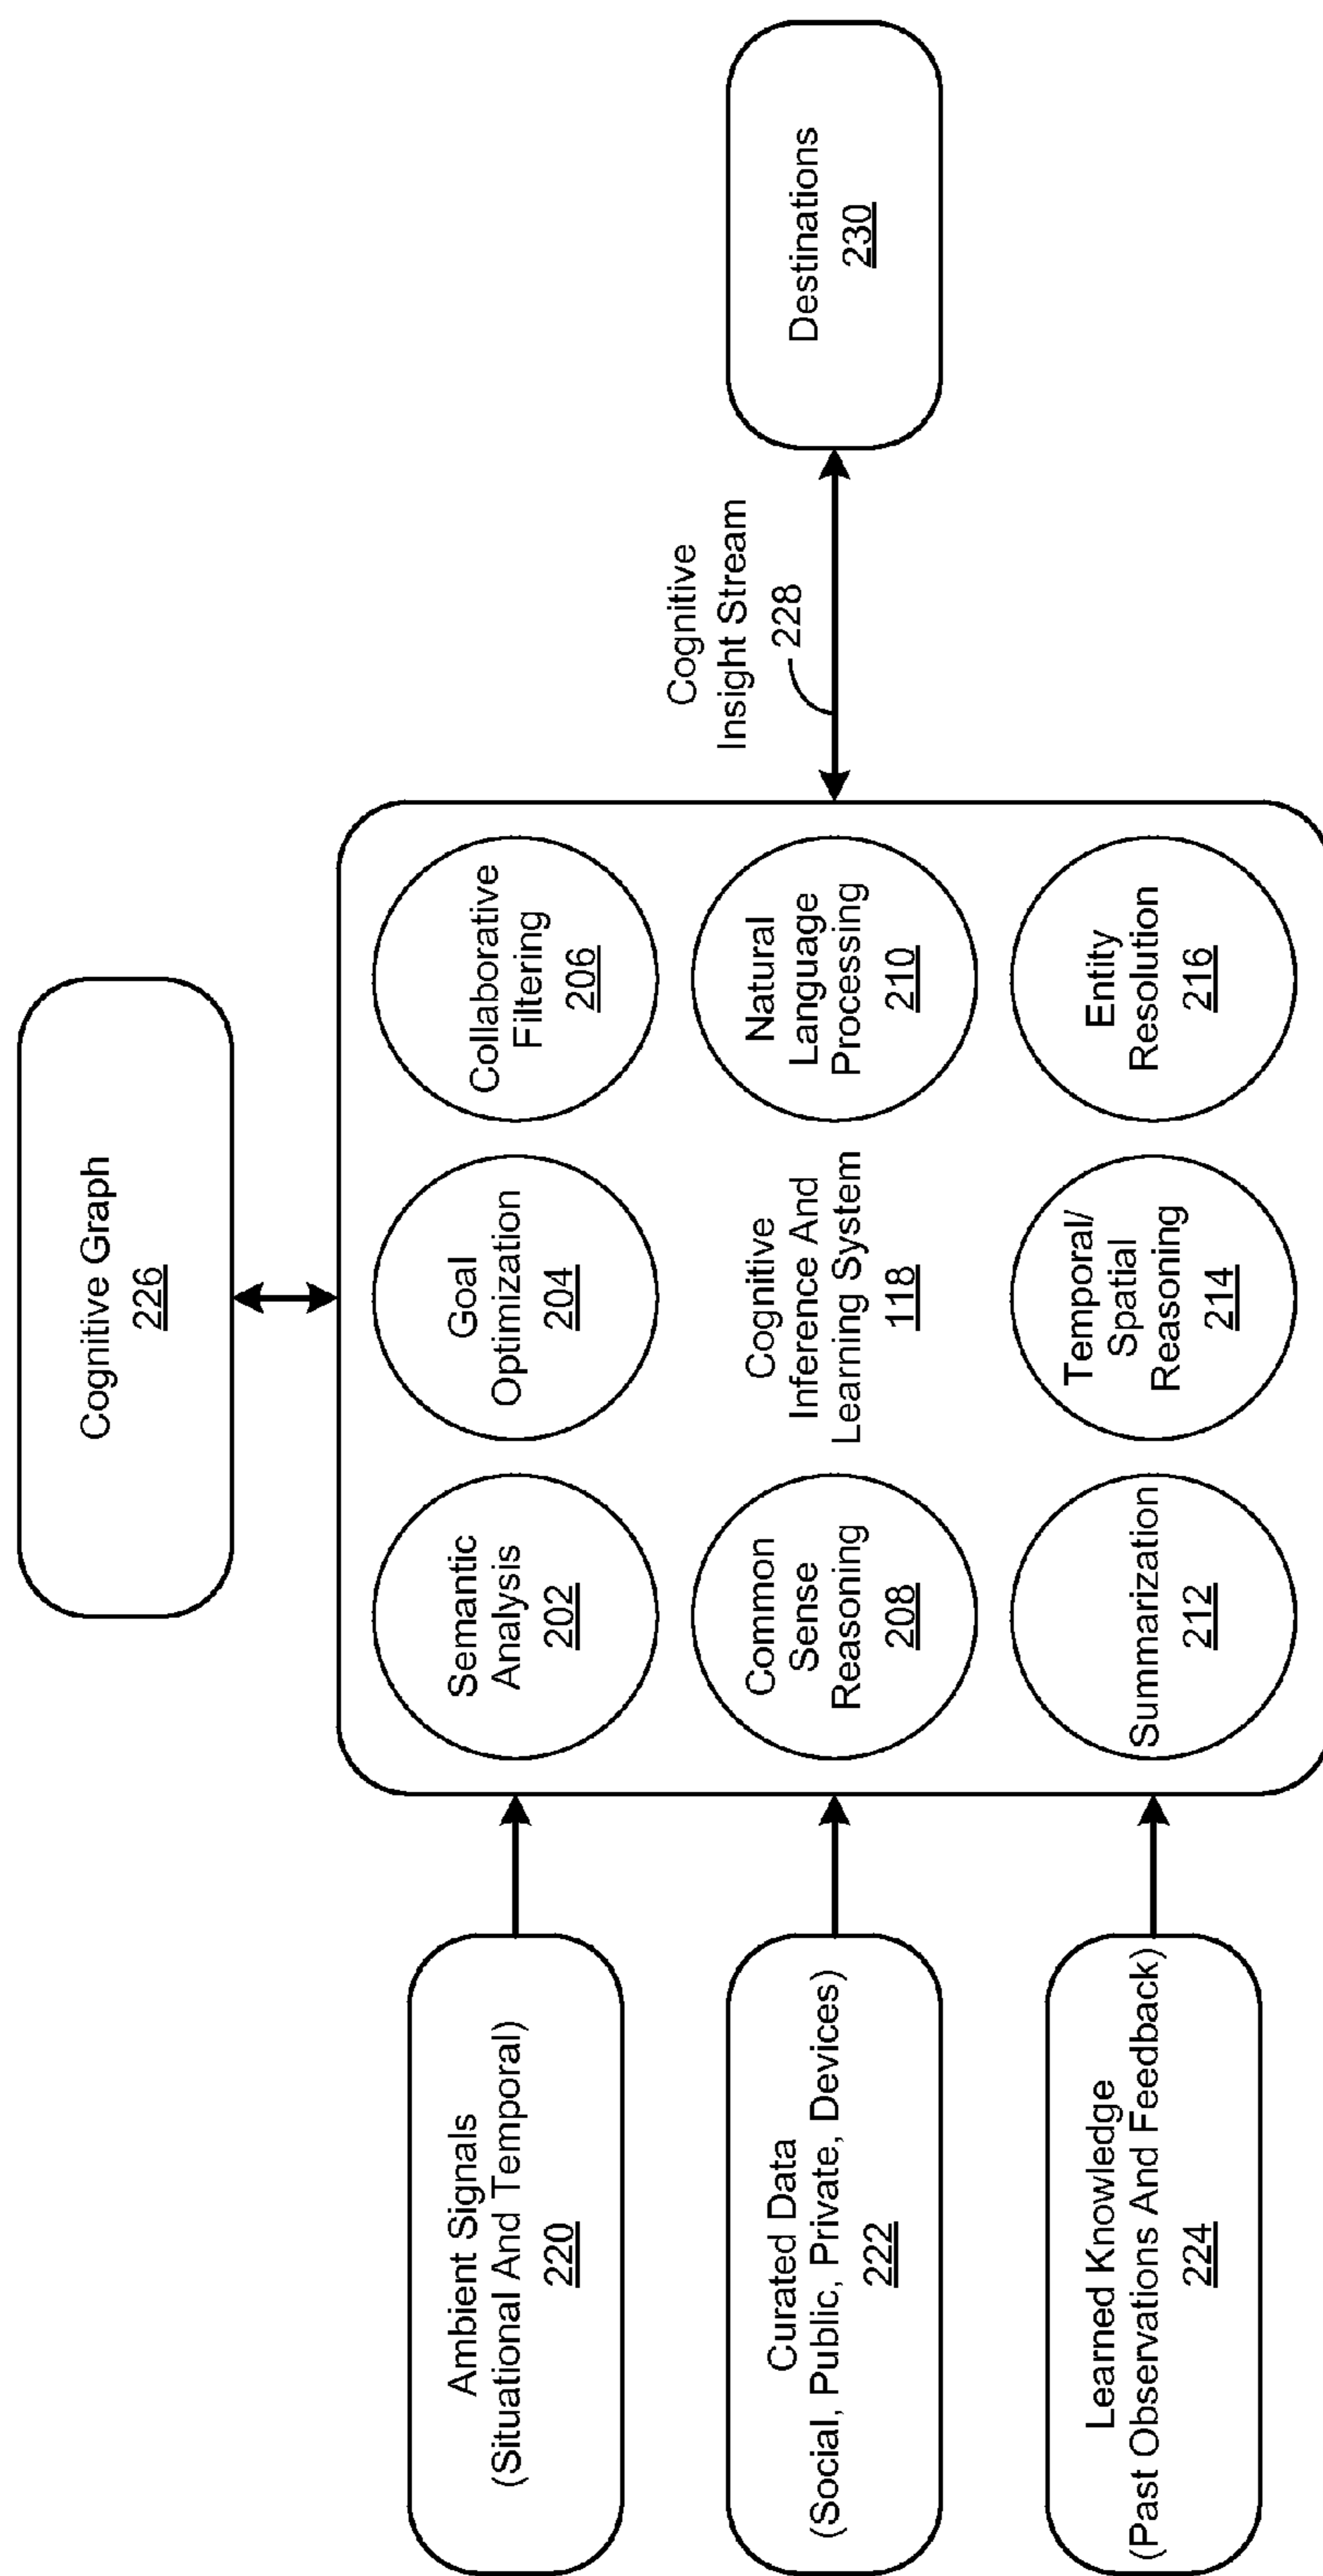 Cognitive Graph
226
Ambient Signals
(Situational And Temporal)
220
Curated Data
(Social, Public, Private, Devices)
222
Learned Knowledge
(Past Observations And Feedback)
224
Semantic
Analysis
202
Goal
Optimization
204
Collaborative
Filtering
206
Common
Sense
Reasoning
208
Cognitive
Inference And
Learning System
118
Natural
Language
Processing
210
Summarization
212
Temporal/
Spatial
Reasoning
214
Entity
Resolution
216
Cognitive
Insight Stream
228
Destinations
230